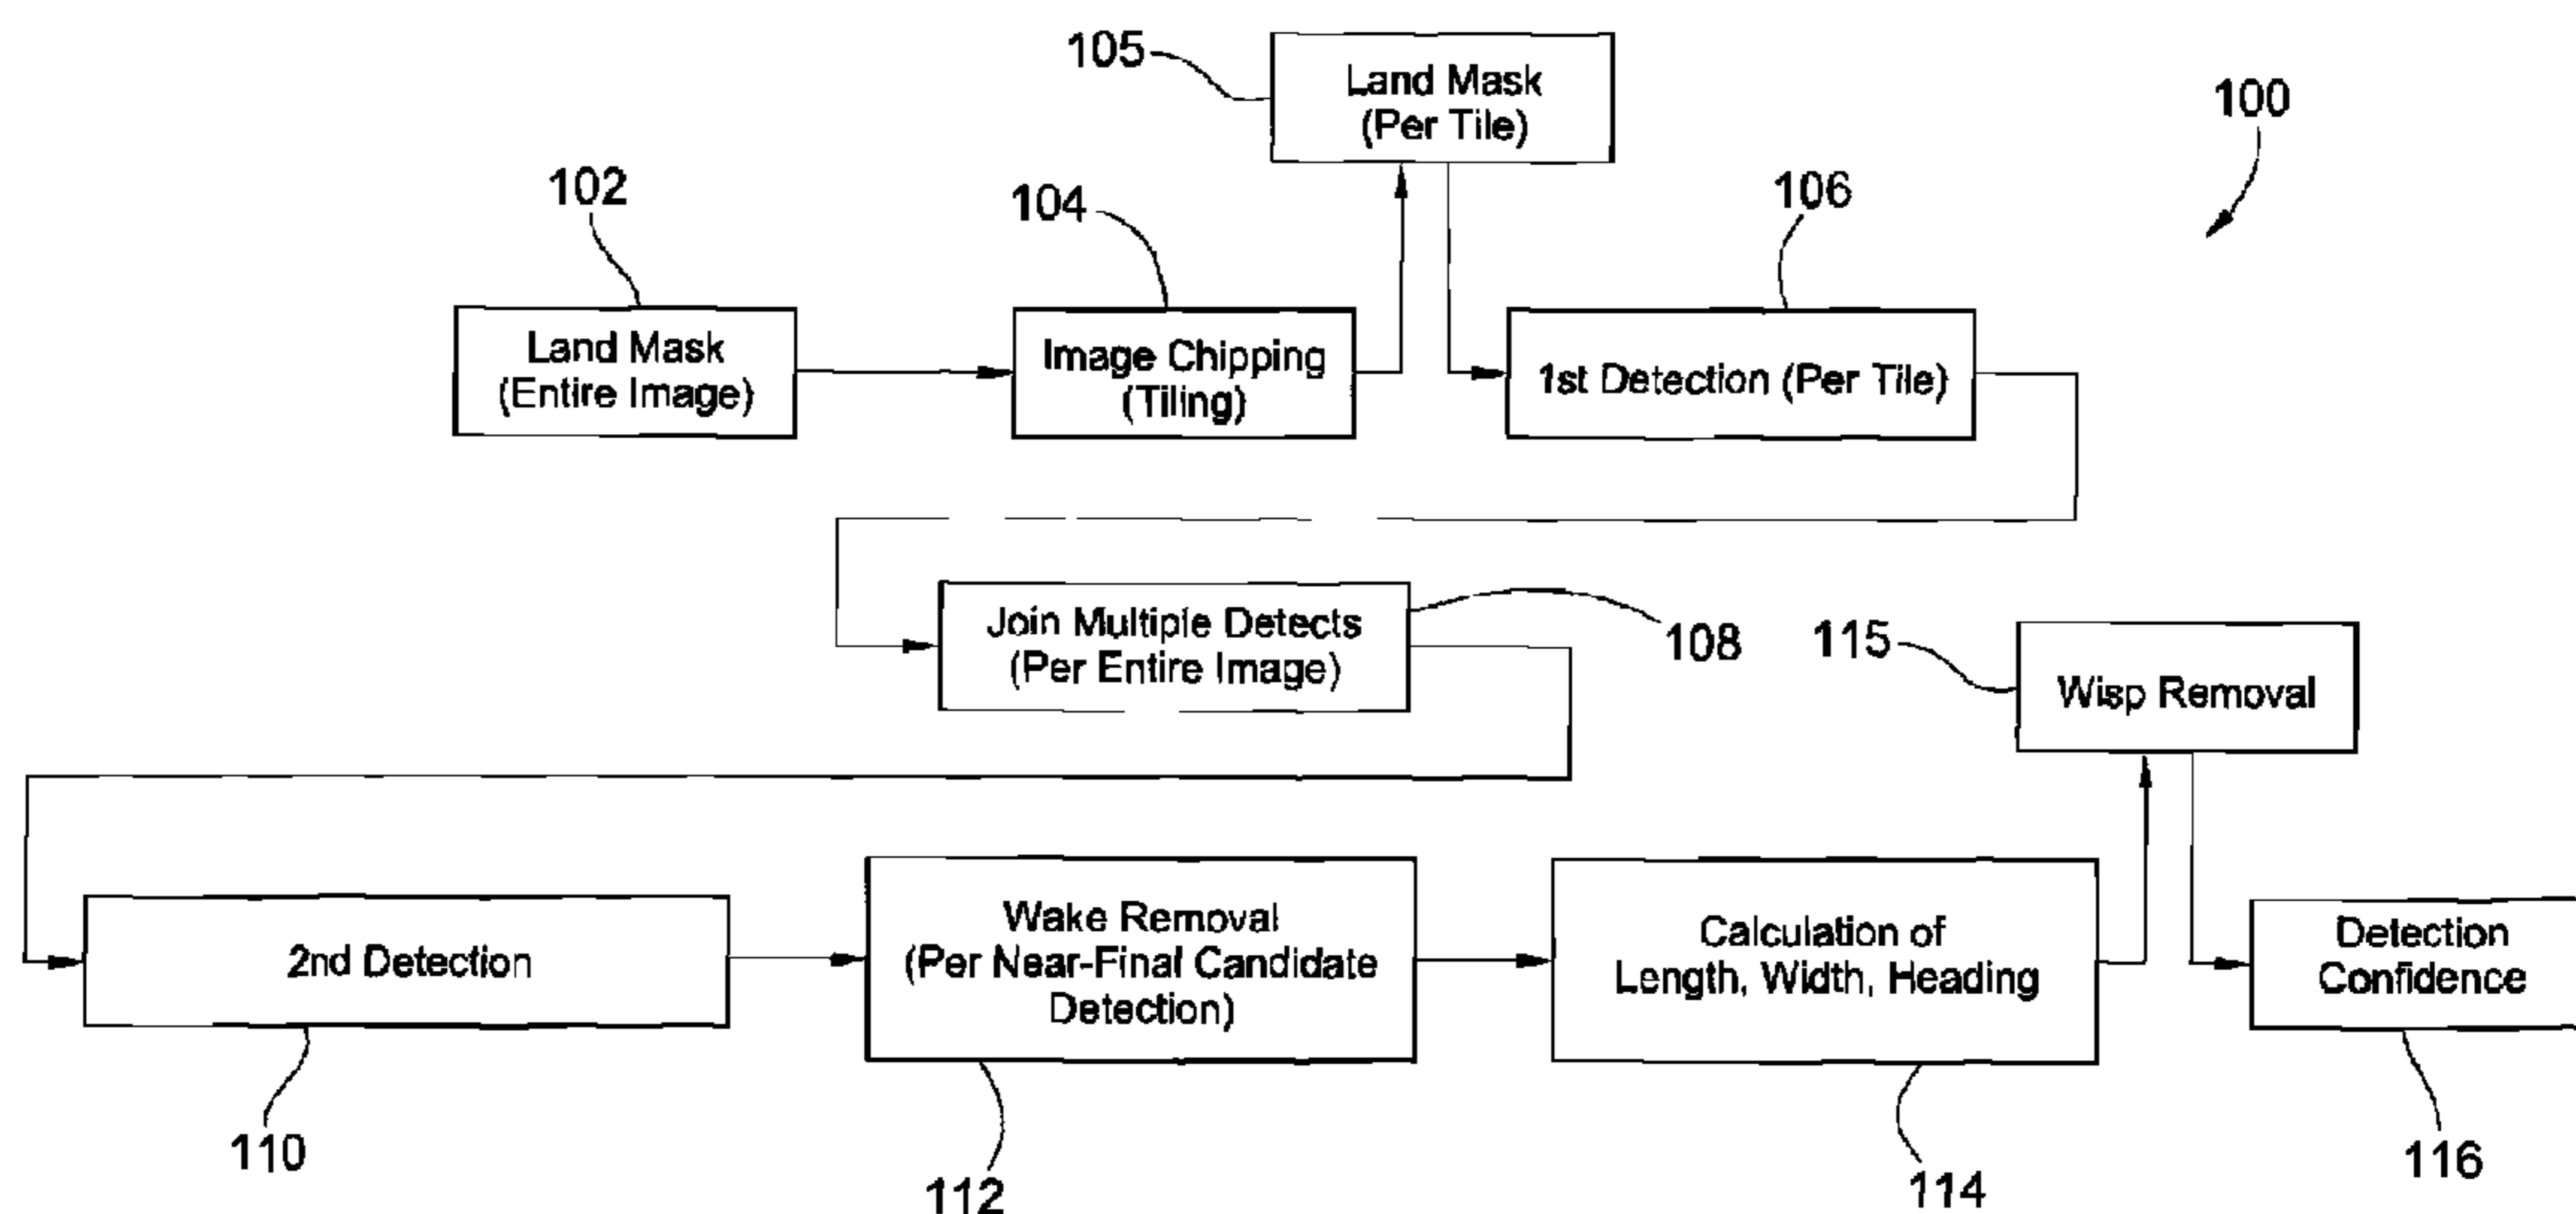 105
Land Mask
(Per Tile)
100
102
104
106
Land Mask
(Entire Image)
Image Chipping
(Tiling)
1st Detection (Per Tile)
Join Multiple Detects
(Per Entire Image)
108
115
Wisp Removal
2nd Detection
Wake Removal
(Per Near-Final Candidate
Detection)
Calculation of
Length, Width, Heading
Detection
Confidence
110
112
114
116